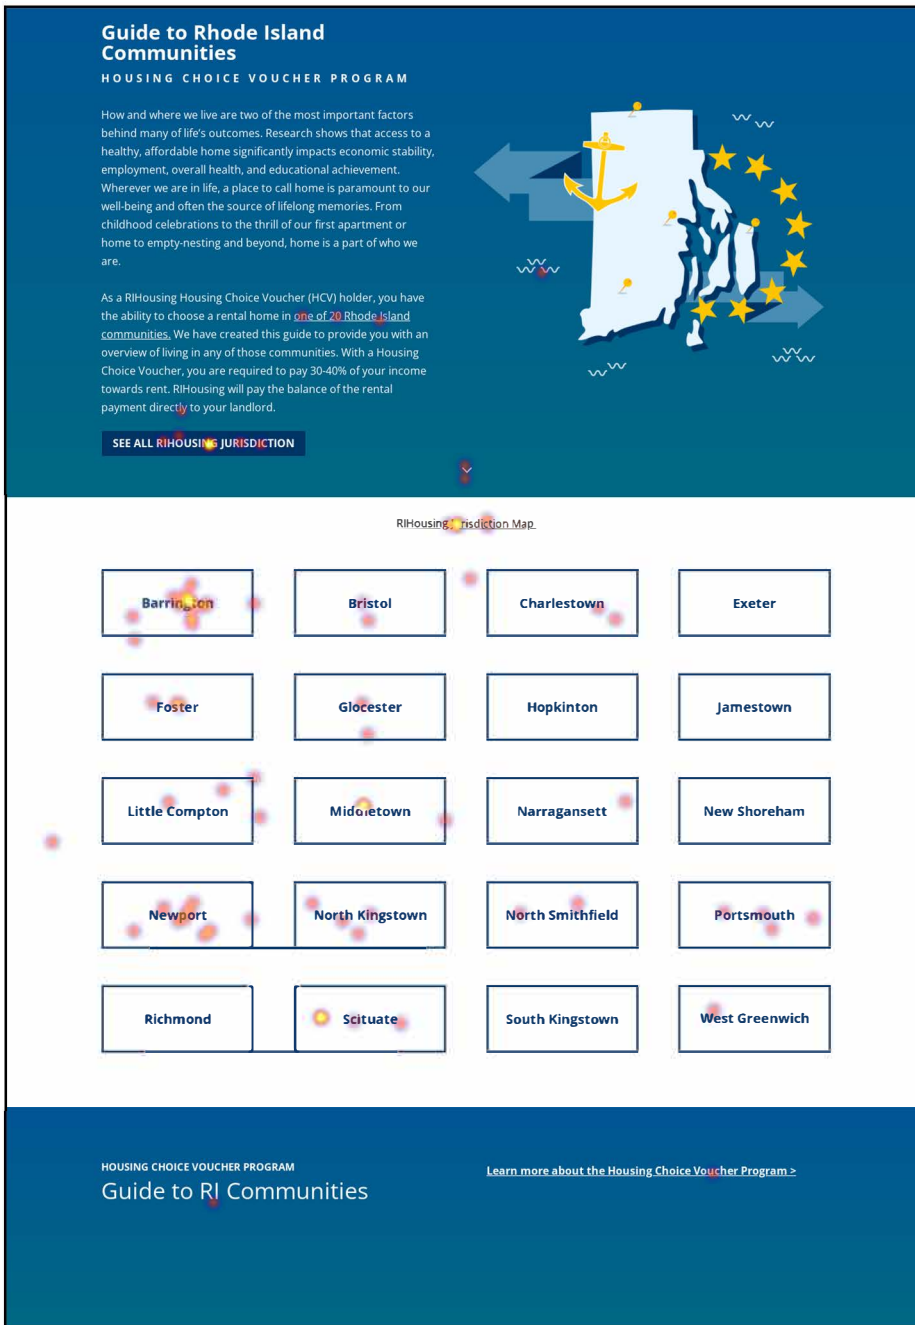 Guide to Rhode Island
Communities
HOUSING CHOICE VOUCHER PROGRAM
How and where we live are two of the most important factors
behind many of life's outcomes. Research shows that access to a
healthy, affordable home significantly impacts economic stability,
employment, overall health, and educational achievement.
Wherever we are in life, a place to call home is paramount to our
well-being and often the source of lifelong memories. From
childhood celebrations to the thrill of our first apartment or
home to empty-nesting and beyond, home is a part of who we
are.
As a RIHousing Housing Choice Voucher (HCV) holder, you have
the ability to choose a rental home in one of 20 Rhode Island
communities. We have created this guide to provide you with an
overview of living in any of those communities. With a Housing
Choice Voucher, you are required to pay 30-40% of your income
towards rent. RIHousing will pay the balance of the rental
payment directly to your landlord.
SEE ALL RIHOUSING JURISDICTION
RIHousing Jurisdiction Map
Barrington Bristol Charlestown Exeter
Foster Glocester Hopkinton Jamestown
Little Compton Middletown Narragansett New Shoreham
Newport North Kingstown North Smithfield Portsmouth
Richmond Scituate South Kingstown West Greenwich
HOUSING CHOICE VOUCHER PROGRAM
Guide to RI Communities
Learn more about the Housing Choice Voucher Program >